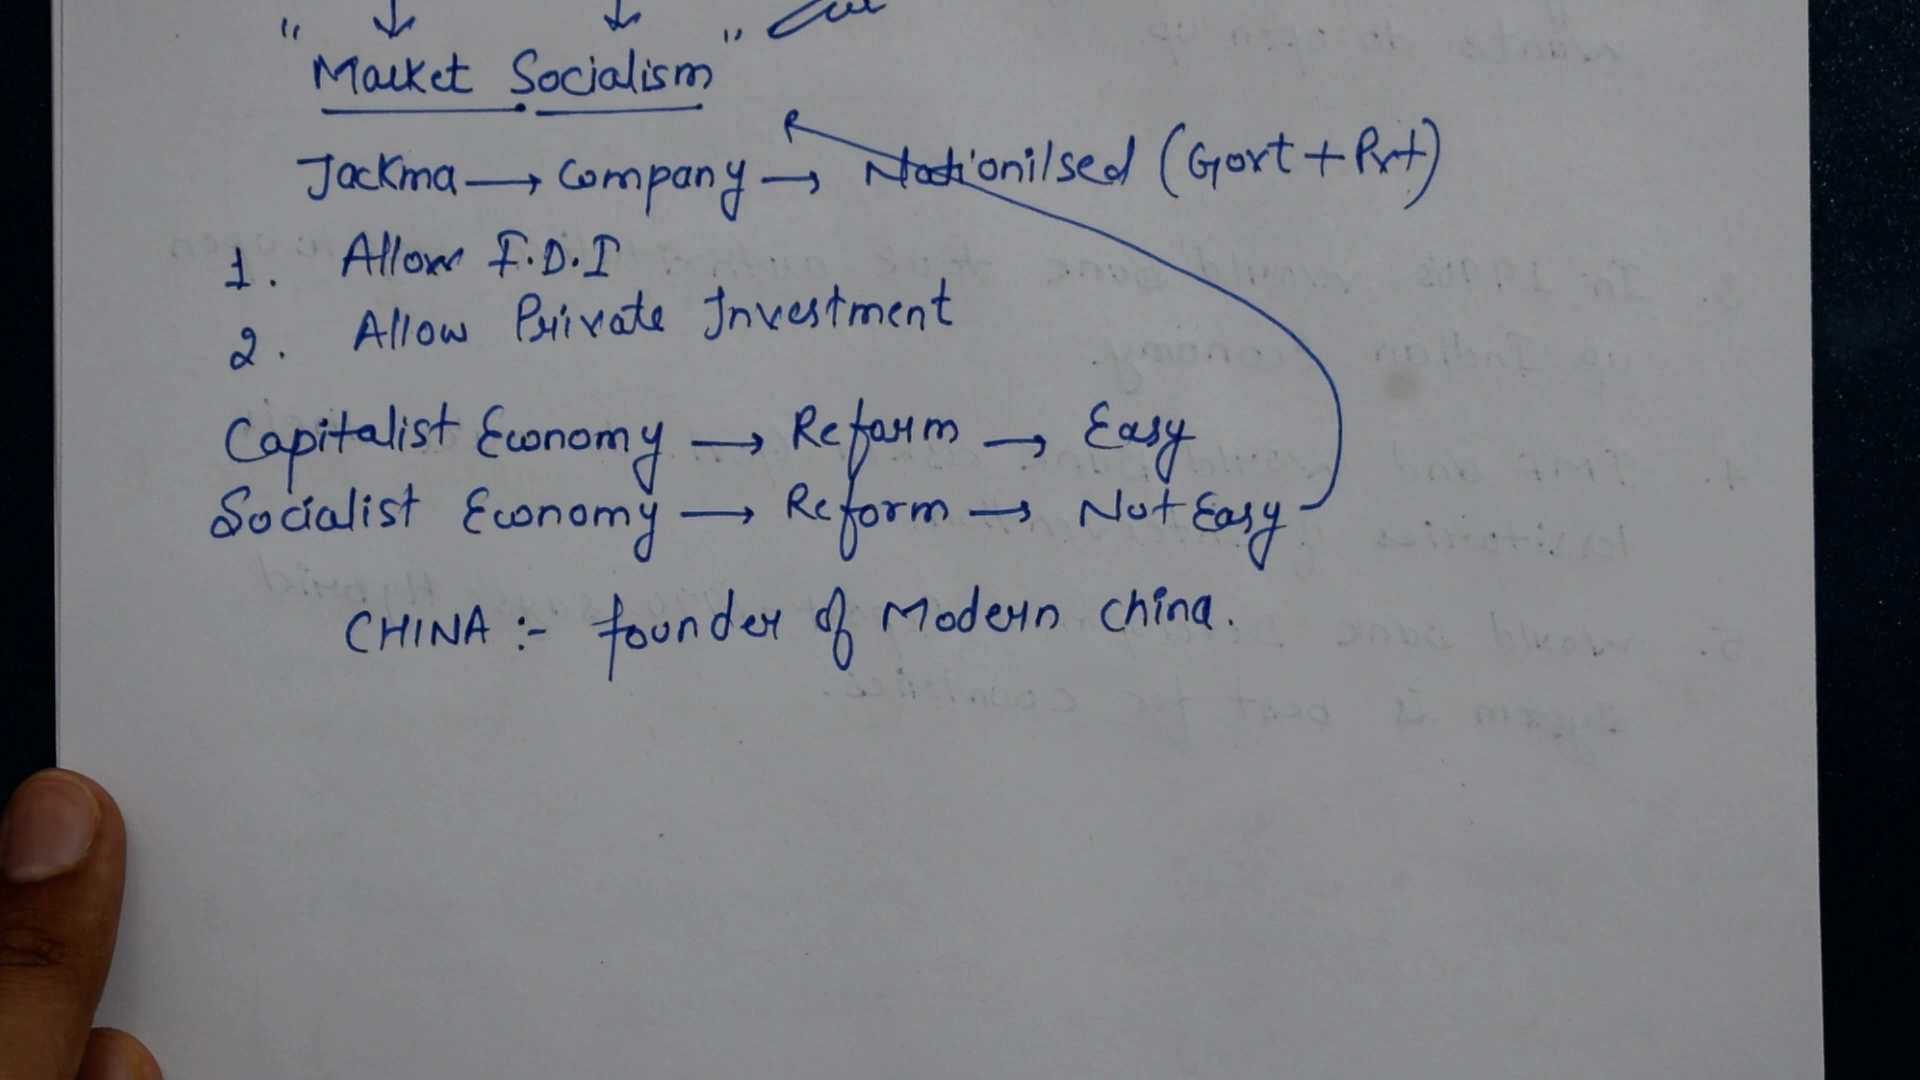 " Market Socialism "
Jackma → Company → Nationilsed (Govt + Pvt)
1. Allow F.D.I
2. Allow Private Investment
Capitalist Economy → Reform → Easy
Socialist Economy → Reform → Not Easy
CHINA :- founder of Modern China.